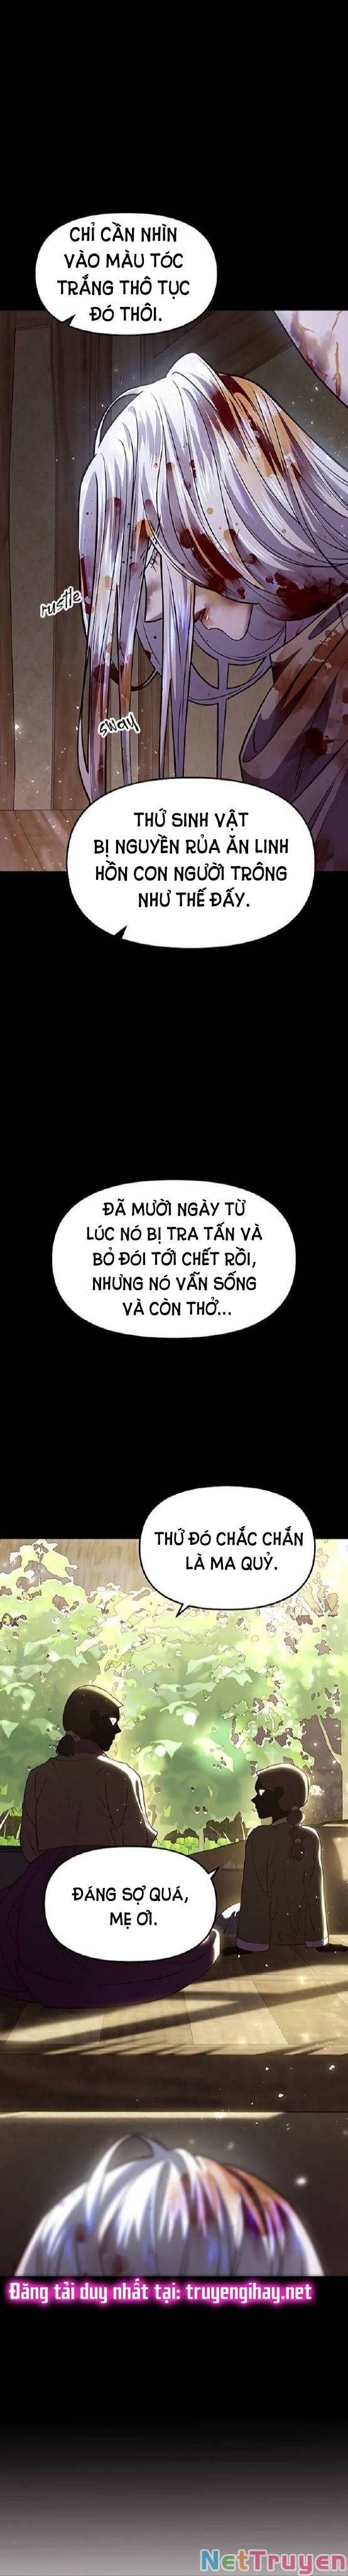 CHỈ CẦN NHÌN
VÀO MÀU TÓC
TRẮNG THÔ TỤC
ĐÓ THÔI.
rustle
sway
THỨ SINH VẬT
BỊ NGUYỀN RỦA ĂN LINH
HỒN CON NGƯỜI TRÔNG
NHƯ THẾ ĐẤY.
ĐÃ MƯỜI NGÀY TỪ
LÚC NÓ BỊ TRA TẤN VÀ
BỎ ĐÓI TỚI CHẾT RỒI,
NHƯNG NÓ VẪN SỐNG
VÀ CÒN THỞ...
THỨ ĐÓ CHẮC CHẮN
LÀ MA QUỶ.
ĐÁNG SỢ QUÁ,
MẸ ƠI.
Đăng tải duy nhất tại: truyengihay.net
NetTruyen